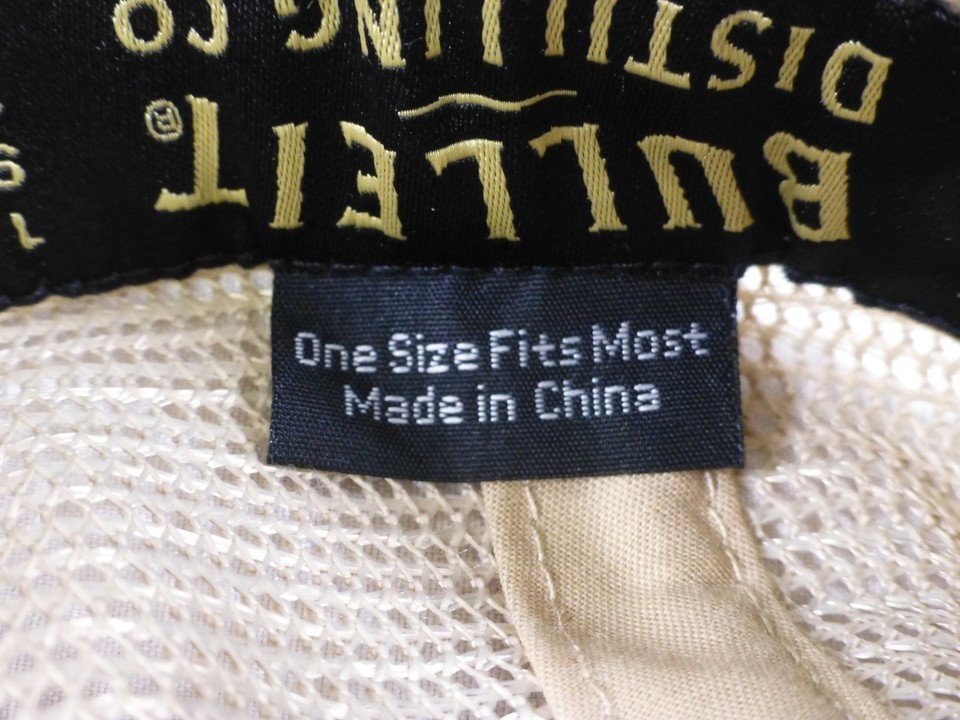 BULLEIT®
DISTILLING CO
One Size Fits Most
Made in China